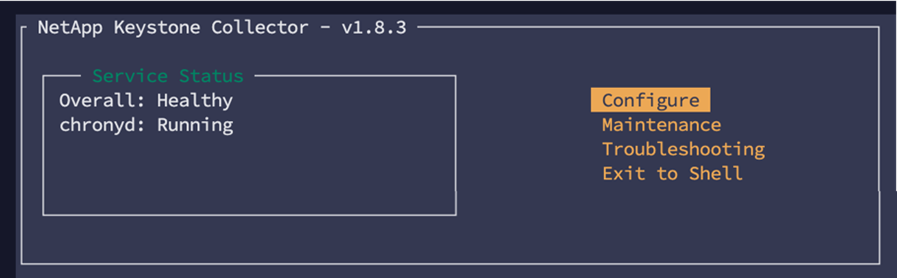 NetApp Keystone Collector - v1.8.3
Service Status
Overall: Healthy
chronyd: Running
Configure
Maintenance
Troubleshooting
Exit to Shell